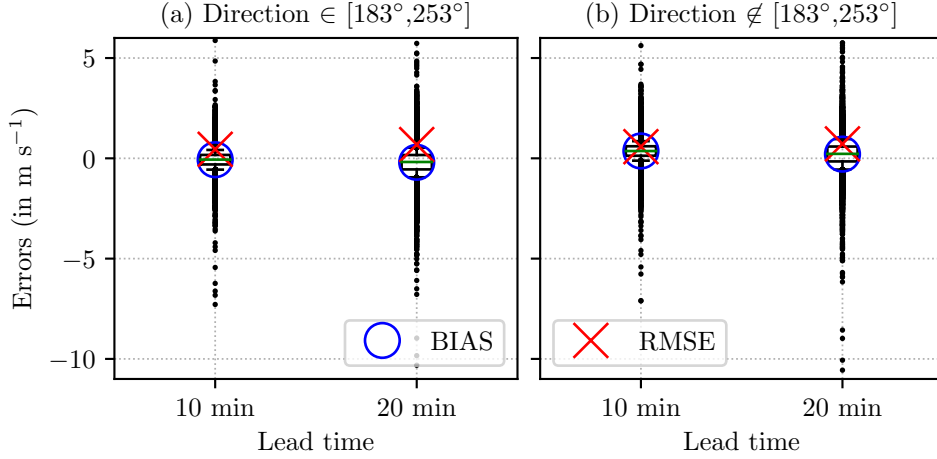 (a) Direction ∈ [183°,253°]
(b) Direction ∉ [183°,253°]
Errors (in m s⁻¹)
5
0
−5
−10
BIAS
RMSE
10 min
20 min
10 min
20 min
Lead time
Lead time